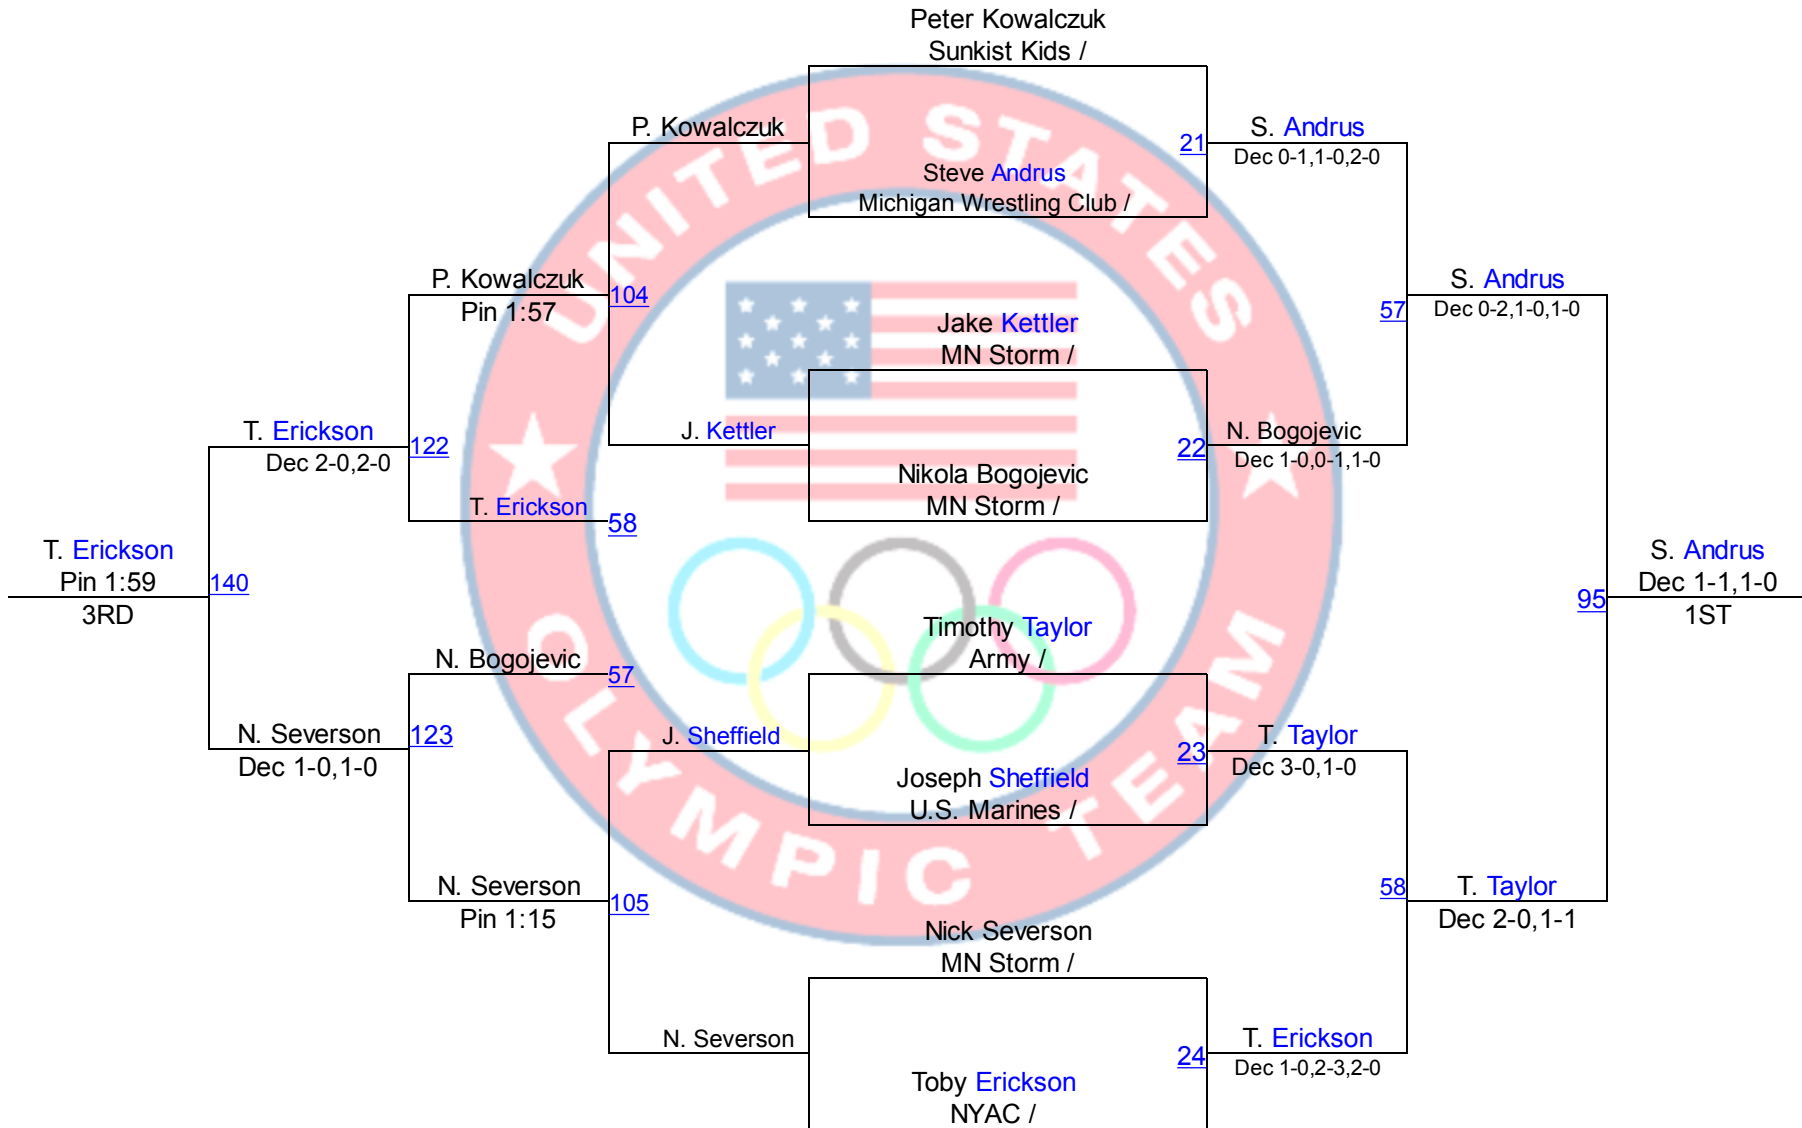 Peter Kowalczuk
Sunkist Kids /
P. Kowalczuk
21
S. Andrus
Dec 0-1,1-0,2-0
Steve Andrus
Michigan Wrestling Club /
P. Kowalczuk
Pin 1:57
104
S. Andrus
Dec 0-2,1-0,1-0
57
Jake Kettler
MN Storm /
T. Erickson
Dec 2-0,2-0
122
J. Kettler
22
N. Bogojevic
Dec 1-0,0-1,1-0
Nikola Bogojevic
MN Storm /
T. Erickson
58
T. Erickson
Pin 1:59
3RD
140
S. Andrus
Dec 1-1,1-0
1ST
95
Timothy Taylor
Army /
N. Bogojevic
57
N. Severson
Dec 1-0,1-0
123
J. Sheffield
23
T. Taylor
Dec 3-0,1-0
Joseph Sheffield
U.S. Marines /
N. Severson
Pin 1:15
105
58
T. Taylor
Dec 2-0,1-1
Nick Severson
MN Storm /
N. Severson
24
T. Erickson
Dec 1-0,2-3,2-0
Toby Erickson
NYAC /
UNITED STATES
OLYMPIC TEAM